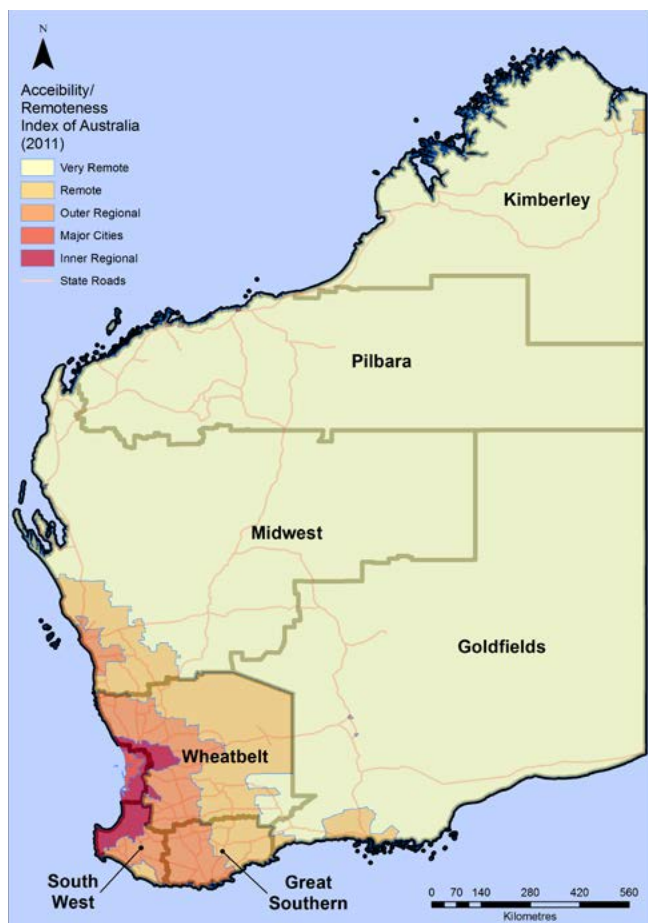 N
Acceibility/
Remoteness
Index of Australia
(2011)
Very Remote
Remote
Outer Regional
Major Cities
Inner Regional
State Roads
Kimberley
Pilbara
Midwest
Goldfields
Wheatbelt
South
West
Great
Southern
0 70 140 280 420 560
Kilometres